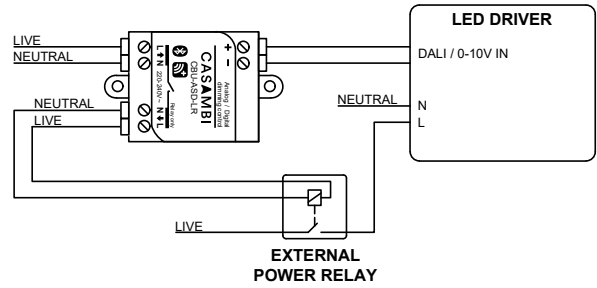 LED DRIVER
LIVE
NEUTRAL
DALI / 0-10V IN
+ -
L N 220-240V~ N L
Relay only
CBU-ASD-LR
CASAMBI
Analog / Digital
dimming control
NEUTRAL
LIVE
NEUTRAL
N
L
LIVE
EXTERNAL
POWER RELAY